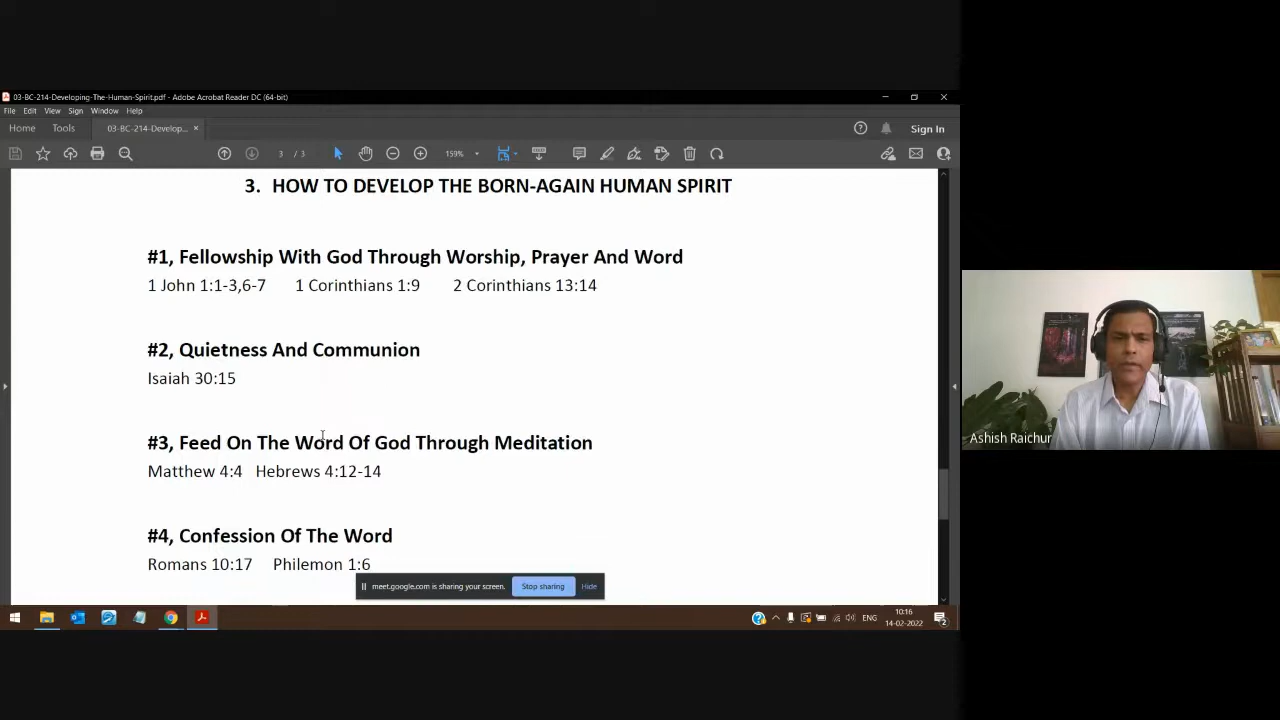 03-BC-214-Developing-The-Human-Spirit.pdf - Adobe Acrobat Reader DC (64-bit)
File Edit View Sign Window Help
Home Tools 03-BC-214-Develop... × Sign In
3 / 3 159%
3. HOW TO DEVELOP THE BORN-AGAIN HUMAN SPIRIT
#1, Fellowship With God Through Worship, Prayer And Word
1 John 1:1-3,6-7 1 Corinthians 1:9 2 Corinthians 13:14
#2, Quietness And Communion
Isaiah 30:15
#3, Feed On The Word Of God Through Meditation
Matthew 4:4 Hebrews 4:12-14
#4, Confession Of The Word
Romans 10:17 Philemon 1:6
meet.google.com is sharing your screen. Stop sharing Hide
ENG 10:16
14-02-2022 2
Ashish Raichur